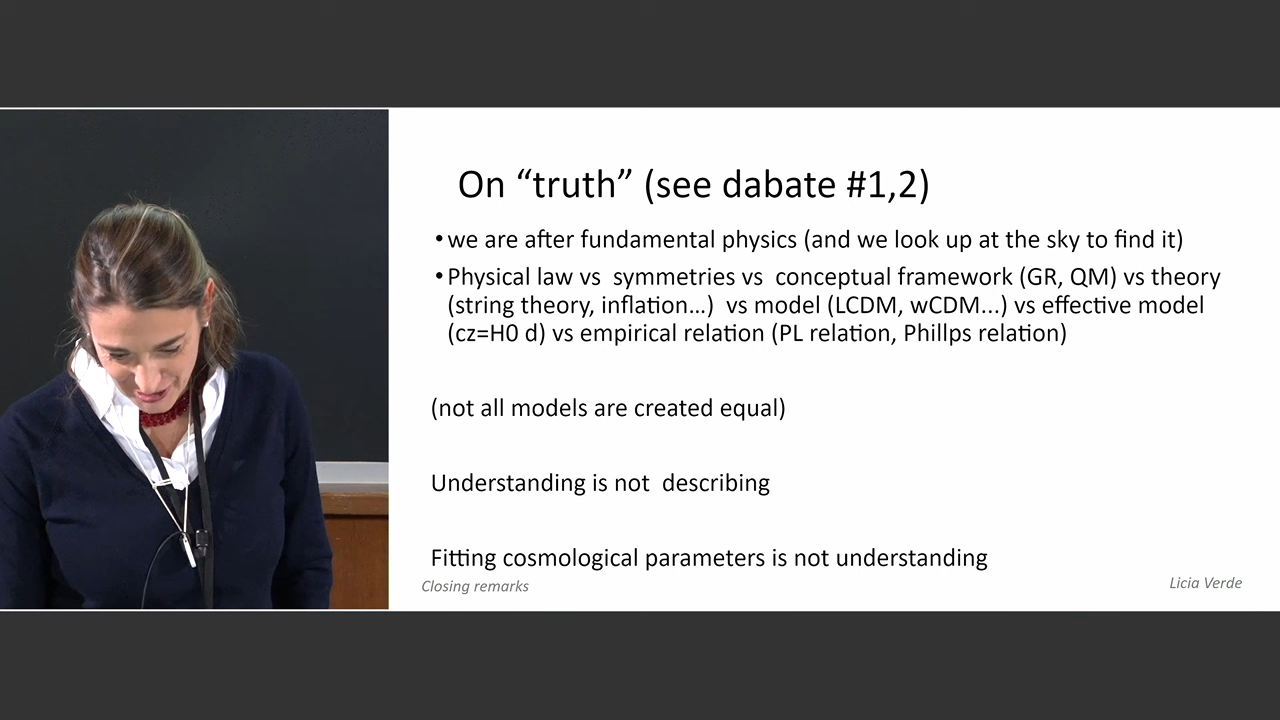 On “truth” (see dabate #1,2)
• we are after fundamental physics (and we look up at the sky to find it)
• Physical law vs  symmetries vs  conceptual framework (GR, QM) vs theory
(string theory, inflation…)  vs model (LCDM, wCDM...) vs effective model
(cz=H0 d) vs empirical relation (PL relation, Phillps relation)
(not all models are created equal)
Understanding is not  describing
Fitting cosmological parameters is not understanding
Closing remarks
Licia Verde